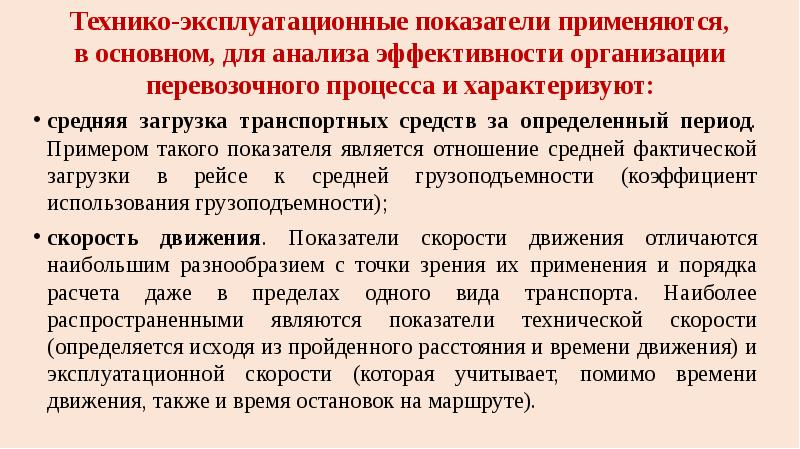 Технико-эксплуатационные показатели применяются,
в основном, для анализа эффективности организации
перевозочного процесса и характеризуют:
• средняя загрузка транспортных средств за определенный период.
Примером такого показателя является отношение средней фактической
загрузки в рейсе к средней грузоподъемности (коэффициент
использования грузоподъемности);
• скорость движения. Показатели скорости движения отличаются
наибольшим разнообразием с точки зрения их применения и порядка
расчета даже в пределах одного вида транспорта. Наиболее
распространенными являются показатели технической скорости
(определяется исходя из пройденного расстояния и времени движения) и
эксплуатационной скорости (которая учитывает, помимо времени
движения, также и время остановок на маршруте).